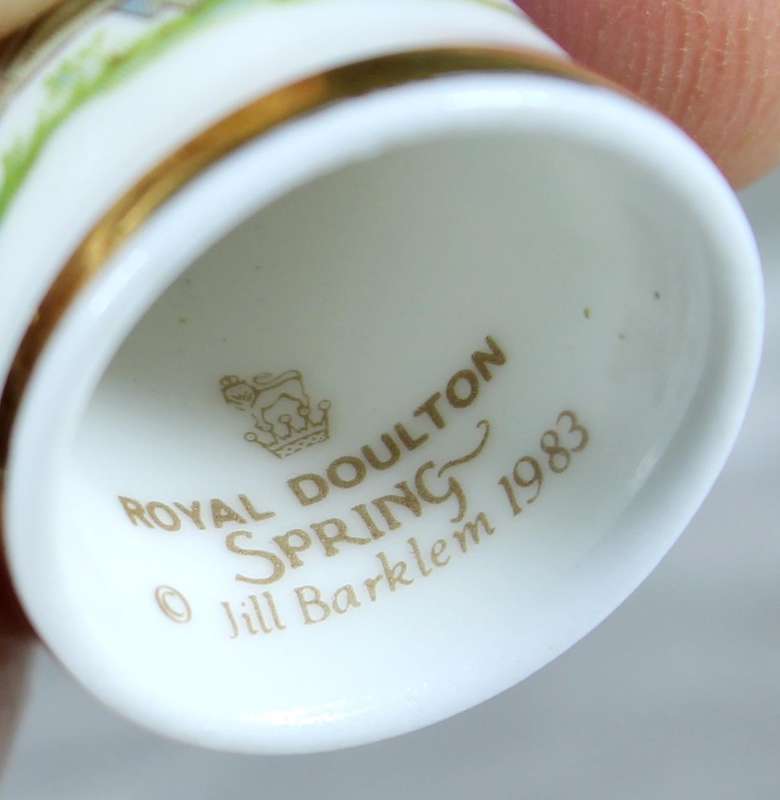 ROYAL DOULTON
SPRING
© Jill Barklem 1983